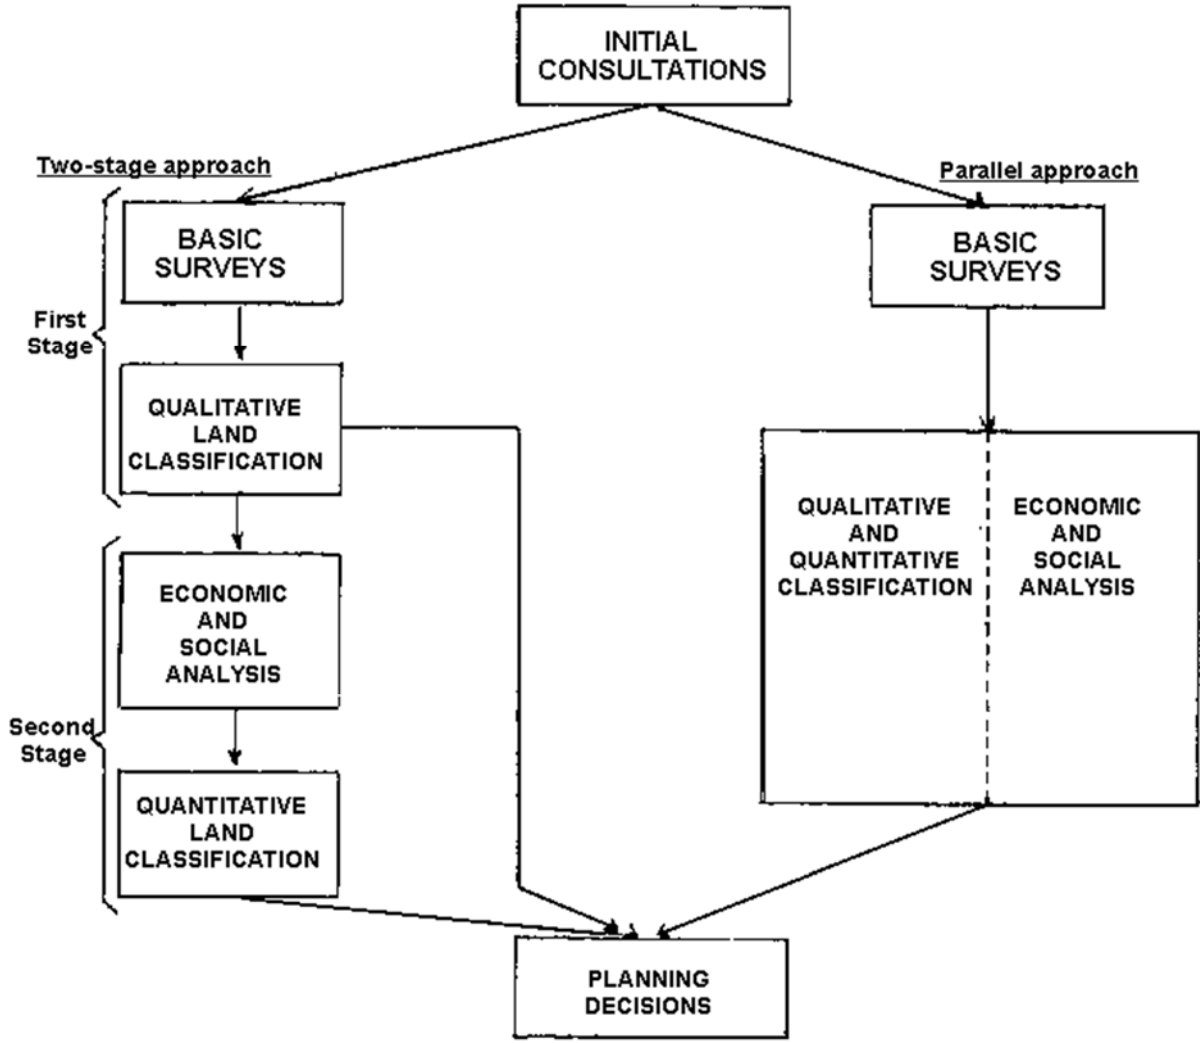 INITIAL
CONSULTATIONS
Two-stage approach
Parallel approach
BASIC
SURVEYS
BASIC
SURVEYS
First
Stage
QUALITATIVE
LAND
CLASSIFICATION
QUALITATIVE
AND
QUANTITATIVE
CLASSIFICATION
ECONOMIC
AND
SOCIAL
ANALYSIS
ECONOMIC
AND
SOCIAL
ANALYSIS
Second
Stage
QUANTITATIVE
LAND
CLASSIFICATION
PLANNING
DECISIONS